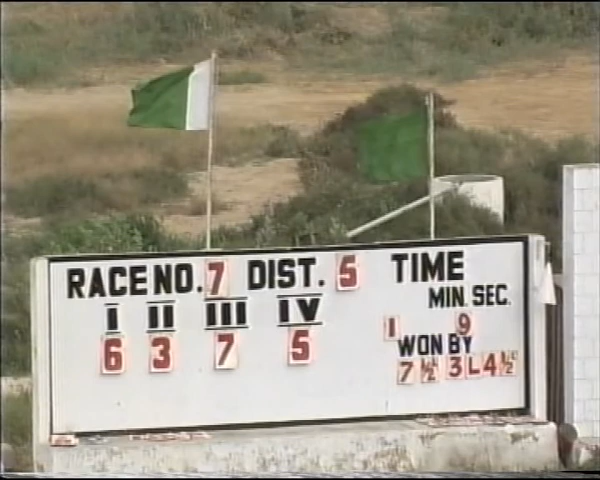 RACE NO. 7 DIST. 5 TIME
MIN. SEC.
I II III IV
1 9
6 3 7 5
WON BY
7 ½ 3 L 4 ½